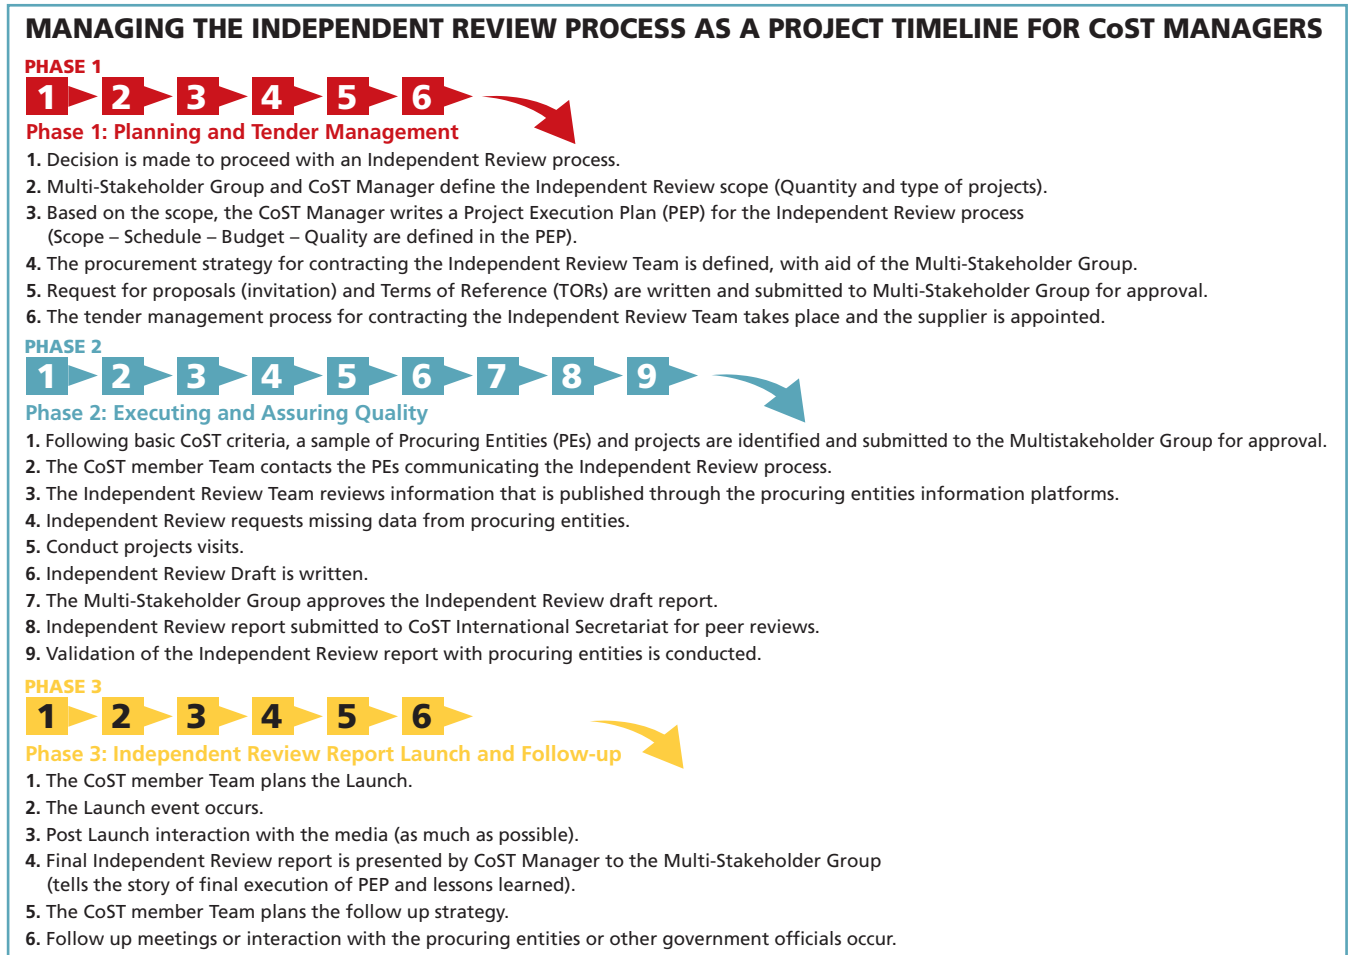 MANAGING THE INDEPENDENT REVIEW PROCESS AS A PROJECT TIMELINE FOR CoST MANAGERS
PHASE 1
1 2 3 4 5 6
Phase 1: Planning and Tender Management
1. Decision is made to proceed with an Independent Review process.
2. Multi-Stakeholder Group and CoST Manager define the Independent Review scope (Quantity and type of projects).
3. Based on the scope, the CoST Manager writes a Project Execution Plan (PEP) for the Independent Review process
(Scope – Schedule – Budget – Quality are defined in the PEP).
4. The procurement strategy for contracting the Independent Review Team is defined, with aid of the Multi-Stakeholder Group.
5. Request for proposals (invitation) and Terms of Reference (TORs) are written and submitted to Multi-Stakeholder Group for approval.
6. The tender management process for contracting the Independent Review Team takes place and the supplier is appointed.
PHASE 2
1 2 3 4 5 6 7 8 9
Phase 2: Executing and Assuring Quality
1. Following basic CoST criteria, a sample of Procuring Entities (PEs) and projects are identified and submitted to the Multistakeholder Group for approval.
2. The CoST member Team contacts the PEs communicating the Independent Review process.
3. The Independent Review Team reviews information that is published through the procuring entities information platforms.
4. Independent Review requests missing data from procuring entities.
5. Conduct projects visits.
6. Independent Review Draft is written.
7. The Multi-Stakeholder Group approves the Independent Review draft report.
8. Independent Review report submitted to CoST International Secretariat for peer reviews.
9. Validation of the Independent Review report with procuring entities is conducted.
PHASE 3
1 2 3 4 5 6
Phase 3: Independent Review Report Launch and Follow-up
1. The CoST member Team plans the Launch.
2. The Launch event occurs.
3. Post Launch interaction with the media (as much as possible).
4. Final Independent Review report is presented by CoST Manager to the Multi-Stakeholder Group
(tells the story of final execution of PEP and lessons learned).
5. The CoST member Team plans the follow up strategy.
6. Follow up meetings or interaction with the procuring entities or other government officials occur.